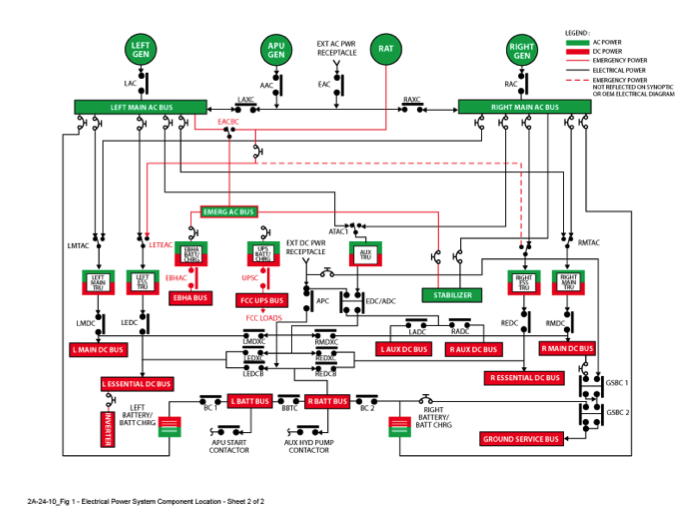 LEFT
GEN
APU
GEN
EXT AC PWR
RECEPTACLE
RAT
RIGHT
GEN
LEGEND :
AC POWER
DC POWER
EMERGENCY POWER
ELECTRICAL POWER
EMERGENCY POWER
NOT REFLECTED ON SYNOPTIC
OR OEM ELECTRICAL DIAGRAM
LAC
AAC
EAC
RAC
LEFT MAIN AC BUS
LAXC
RAXC
RIGHT MAIN AC BUS
EACBC
EMERG AC BUS
LMTAC
LETEAC
ATAC1
RMTAC
EBHA
BATT/
CHRG
UPS
BATT/
CHRG
EXT DC PWR
RECEPTACLE
AUX
TRU
LEFT
MAIN
TRU
LEFT
ESS
TRU
EBHAC
UPSC
RIGHT
ESS
TRU
RIGHT
MAIN
TRU
EBHA BUS
FCC UPS BUS
APC
EDC/ADC
STABILIZER
FCC LOADS
LMDC
LEDC
LADC
RADC
REDC
RMDC
LMDXC
RMDXC
L MAIN DC BUS
LEDXC
REDXC
L AUX DC BUS
R AUX DC BUS
R MAIN DC BUS
LEDCB
REDCB
L ESSENTIAL DC BUS
R ESSENTIAL DC BUS
GSBC 1
INVERTER
LEFT
BATTERY/
BATT CHRG
BC 1
L BATT BUS
BBTC
R BATT BUS
BC 2
RIGHT
BATTERY/
BATT CHRG
GSBC 2
APU START
CONTACTOR
AUX HYD PUMP
CONTACTOR
GROUND SERVICE BUS
2A-24-10_Fig 1 - Electrical Power System Component Location - Sheet 2 of 2